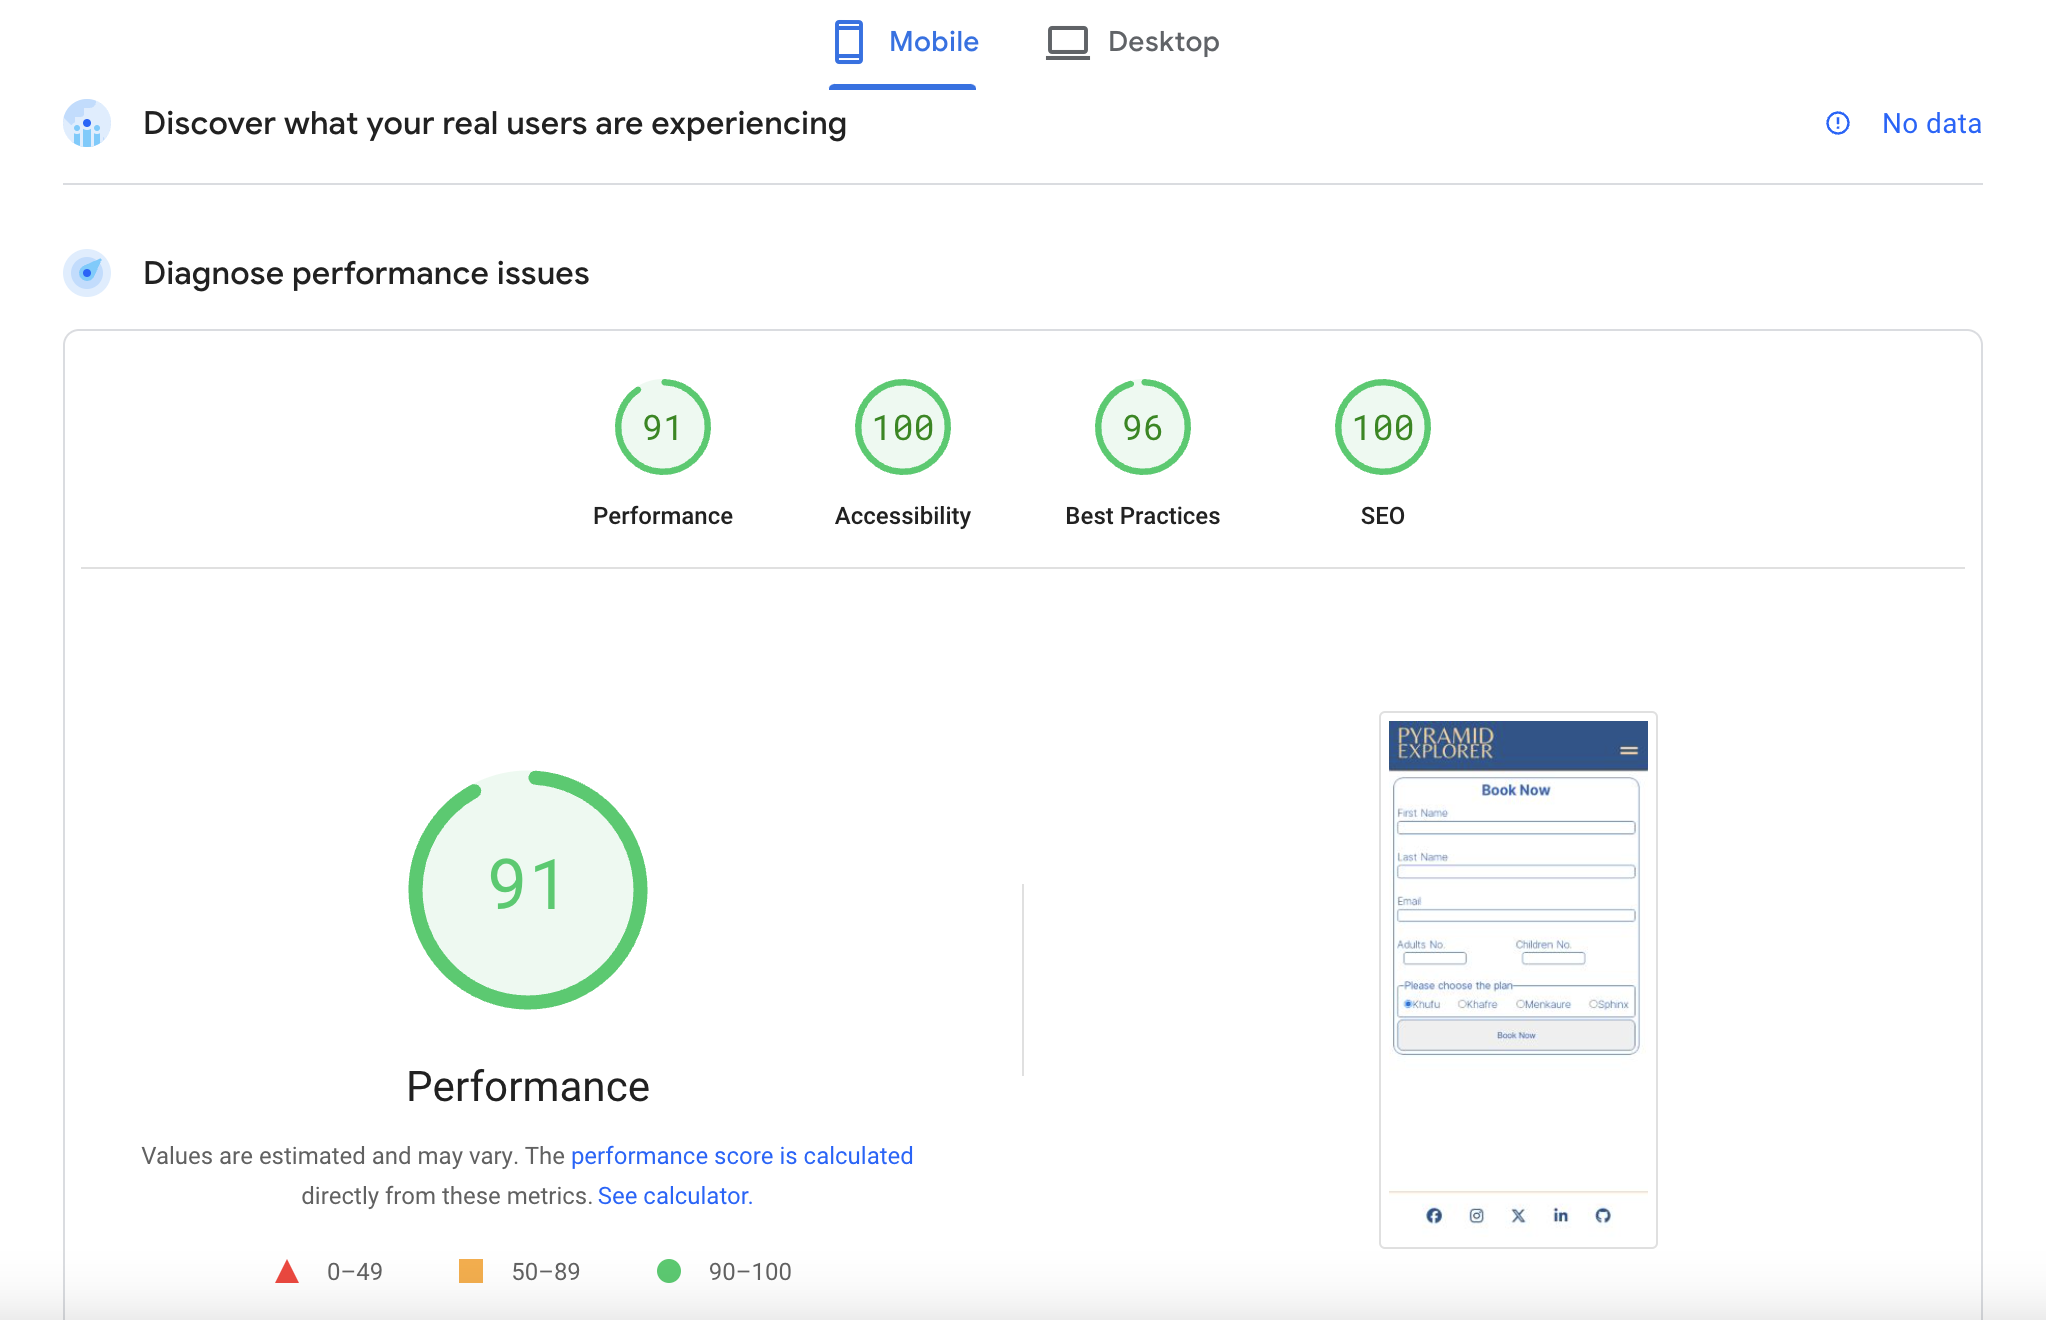 Mobile
Desktop
Discover what your real users are experiencing
No data
Diagnose performance issues
91
100
96
100
Performance
Accessibility
Best Practices
SEO
91
Performance
Values are estimated and may vary. The performance score is calculated
directly from these metrics. See calculator.
0–49
50–89
90–100
PYRAMID
EXPLORER
Book Now
First Name
Last Name
Email
Adults No.
Children No.
Please choose the plan
Khufu
Khafre
Menkaure
Sphinx
Book Now